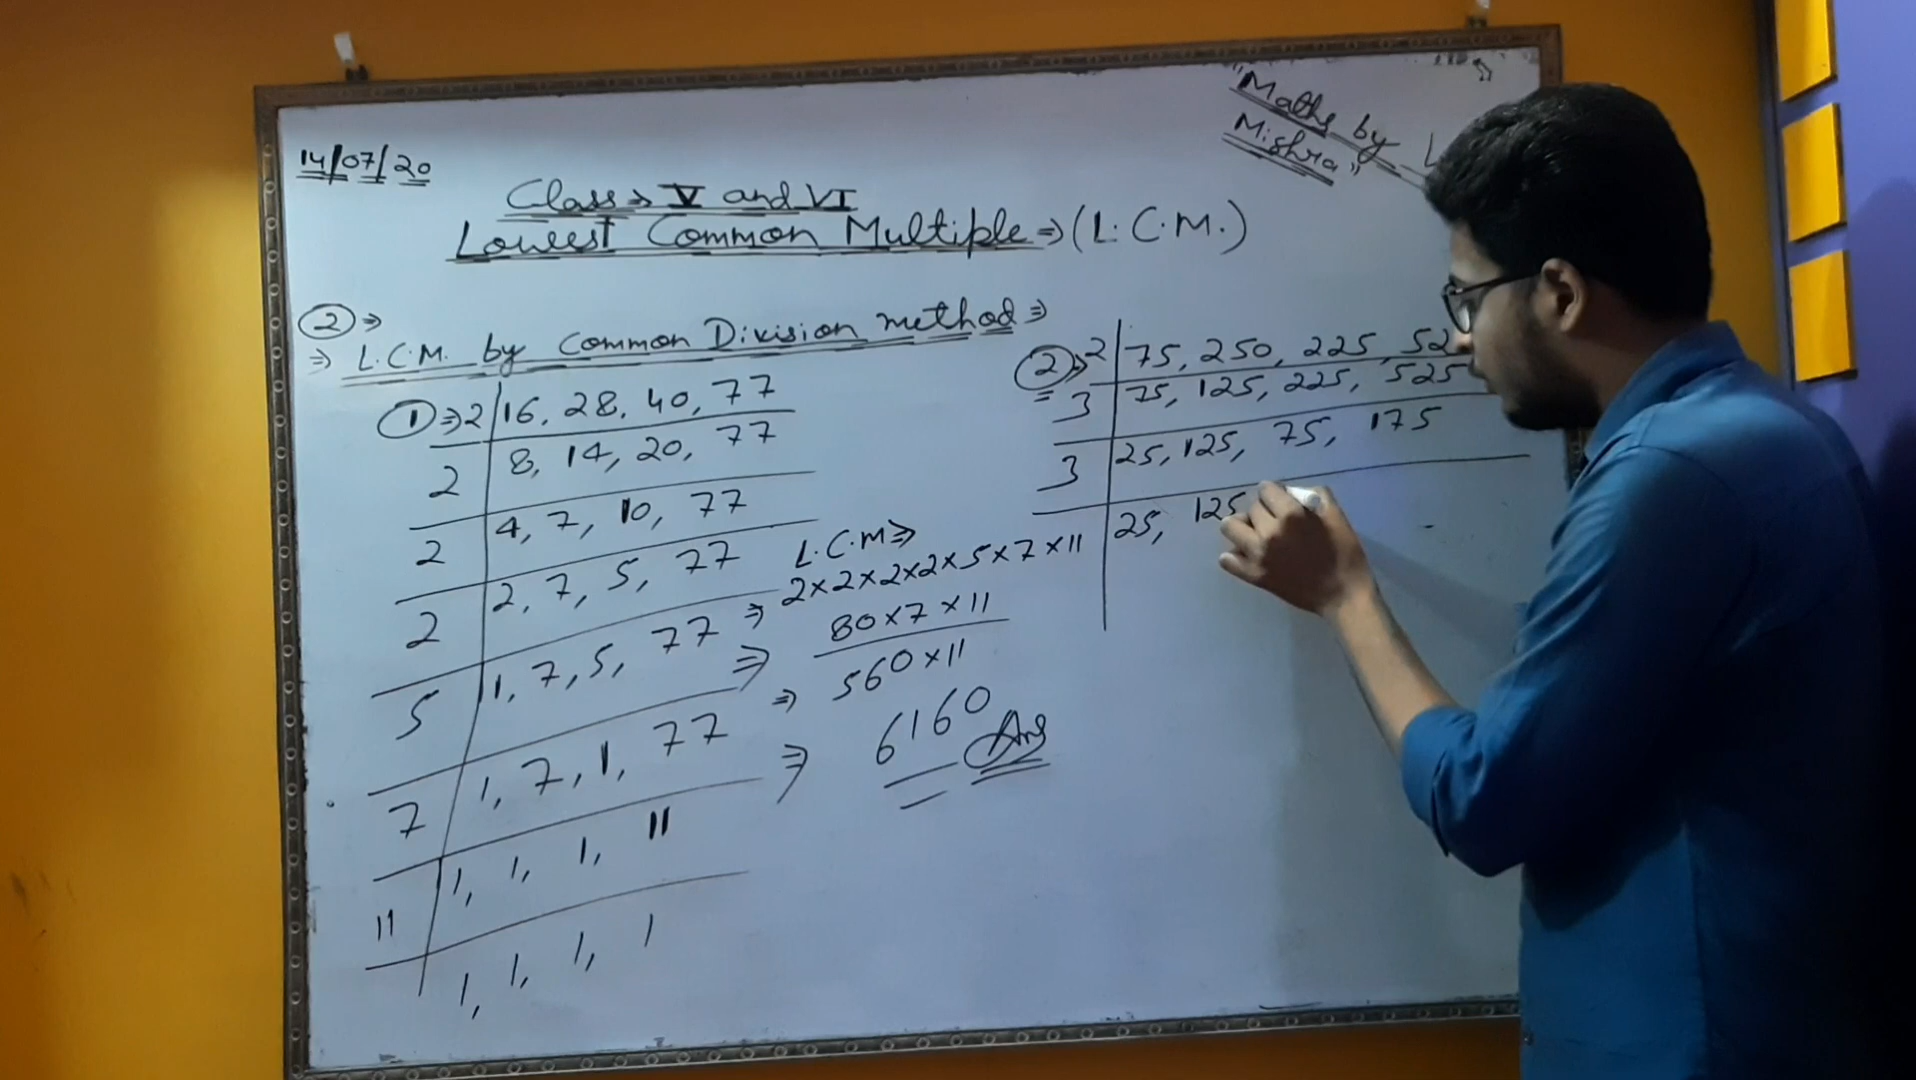 14/07/20
"Maths by
Mishra"
Class → V and VI
Lowest Common Multiple ⇒ (L.C.M.)
② ⇒
⇒ L.C.M. by Common Division method ⇒
① ⇒ 2 | 16, 28, 40, 77
2 | 8, 14, 20, 77
2 | 4, 7, 10, 77
2 | 2, 7, 5, 77
5 | 1, 7, 5, 77
7 | 1, 7, 1, 77
11 | 1, 1, 1, 11
1, 1, 1, 1
L.C.M ⇒
⇒ 2×2×2×2×5×7×11
⇒ 80×7×11
⇒ 560×11
⇒ 6160 Ans
② ⇒ 2 | 75, 250, 225, 52
3 | 75, 125, 225, 525
3 | 25, 125, 75, 175
25, 125